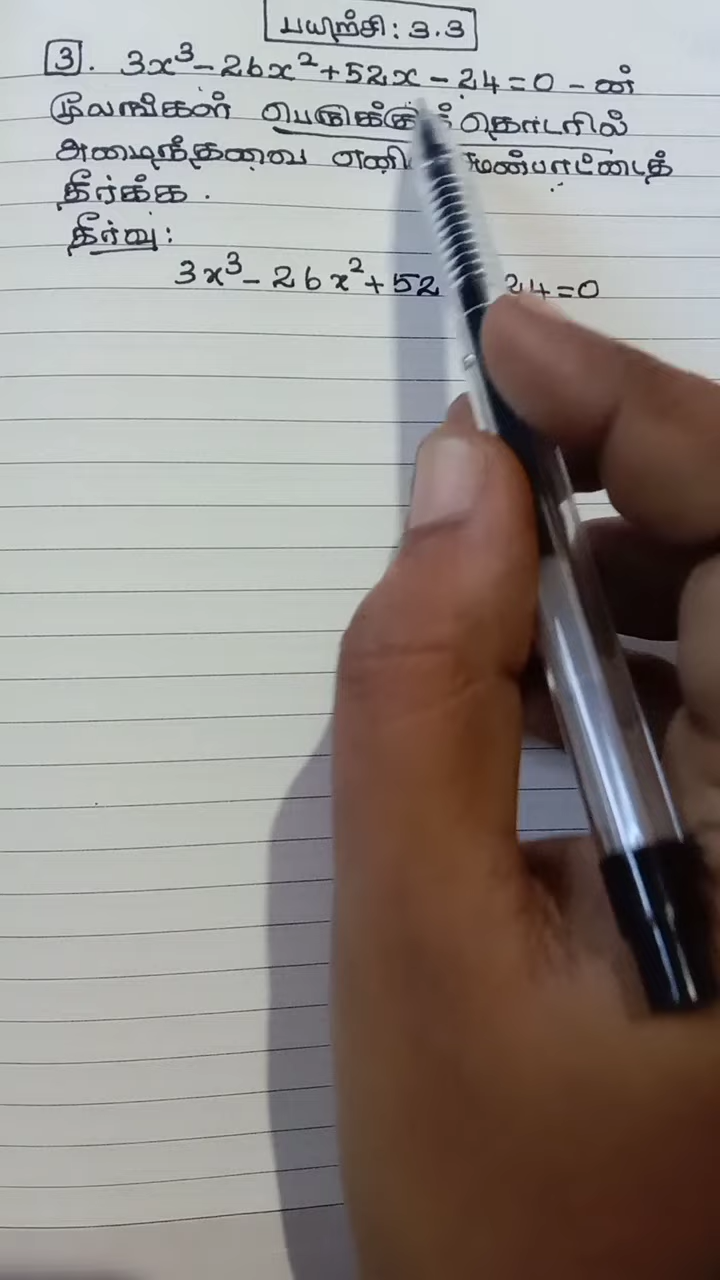 பயிற்சி: 3.3
3. 3x³ - 26x² + 52x - 24 = 0 - ன்
மூலங்கள் தொடரில்
அமைந்தவை எனி மன்பாட்டைத்
தீர்க்க.
தீர்வு:
3x³ - 26x² + 52 24 = 0